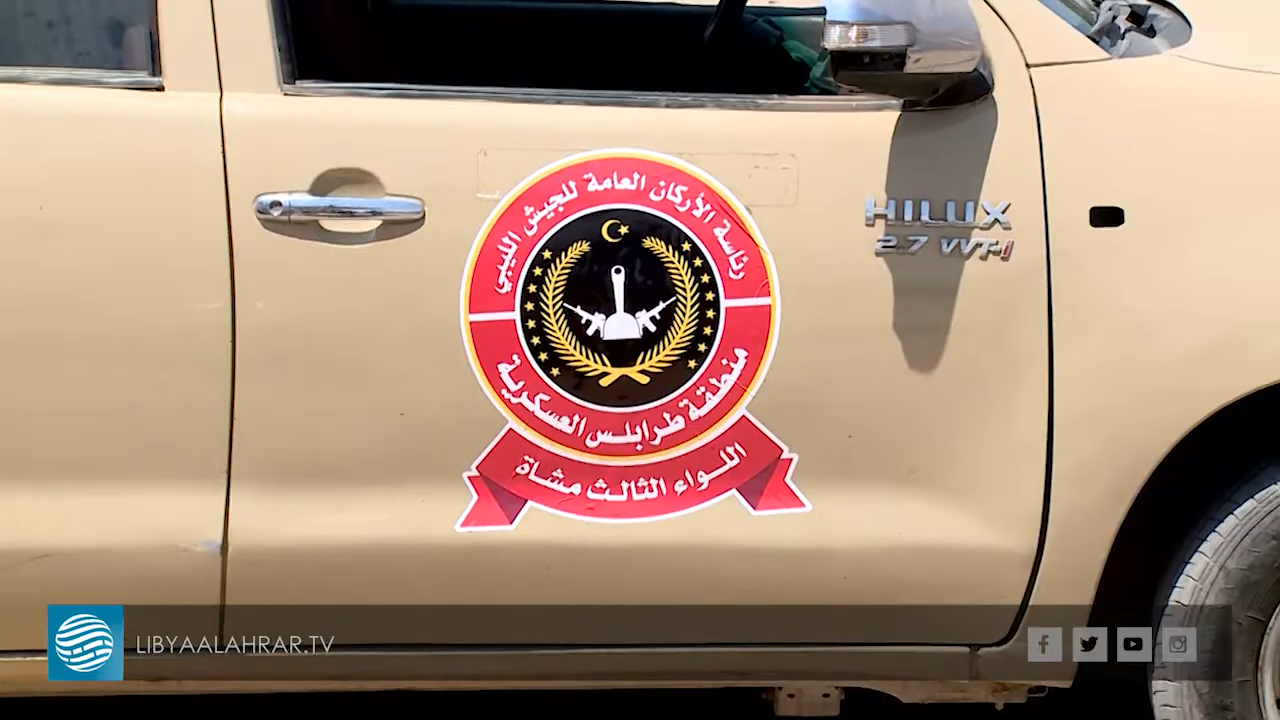 رئاسة الأركان العامة للجيش الليبي
منطقة طرابلس العسكرية
اللواء الثالث مشاة
HILUX
2.7 VVT-i
LIBYAALAHRAR.TV